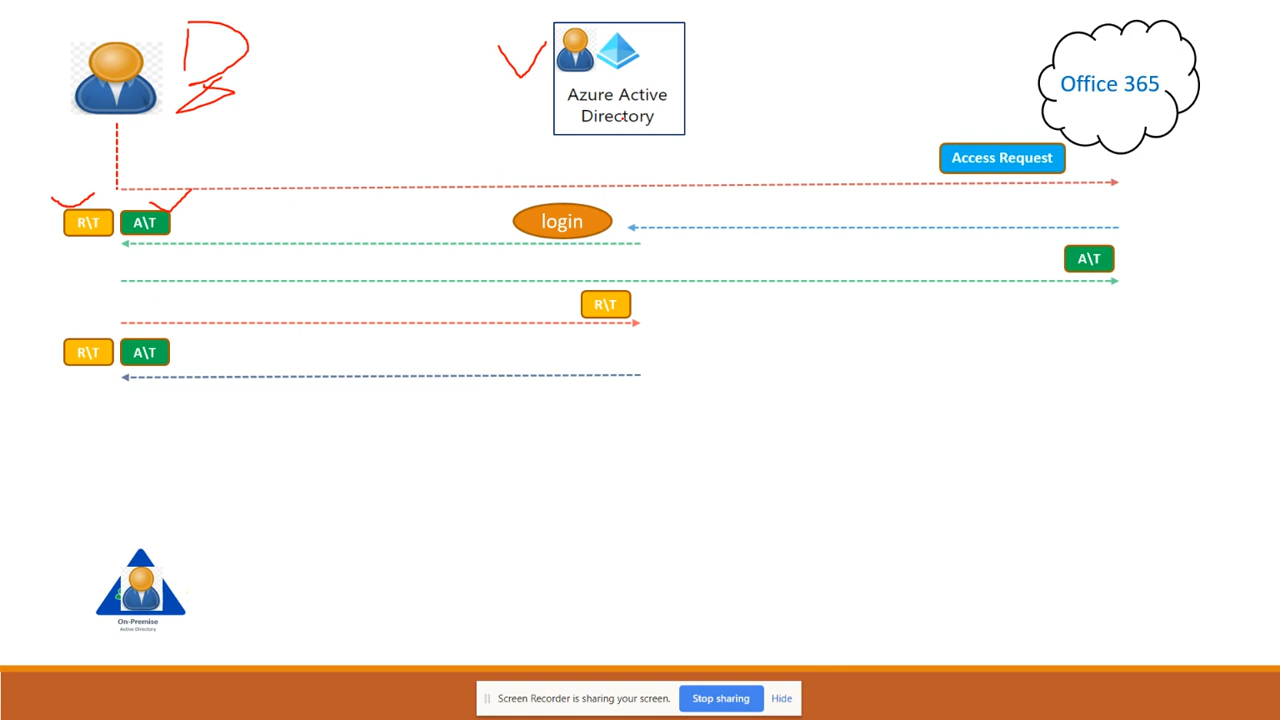 Azure Active
Directory
Office 365
Access Request
R\T
A\T
login
A\T
R\T
R\T
A\T
On-Premise
Active Directory
Screen Recorder is sharing your screen.
Stop sharing
Hide